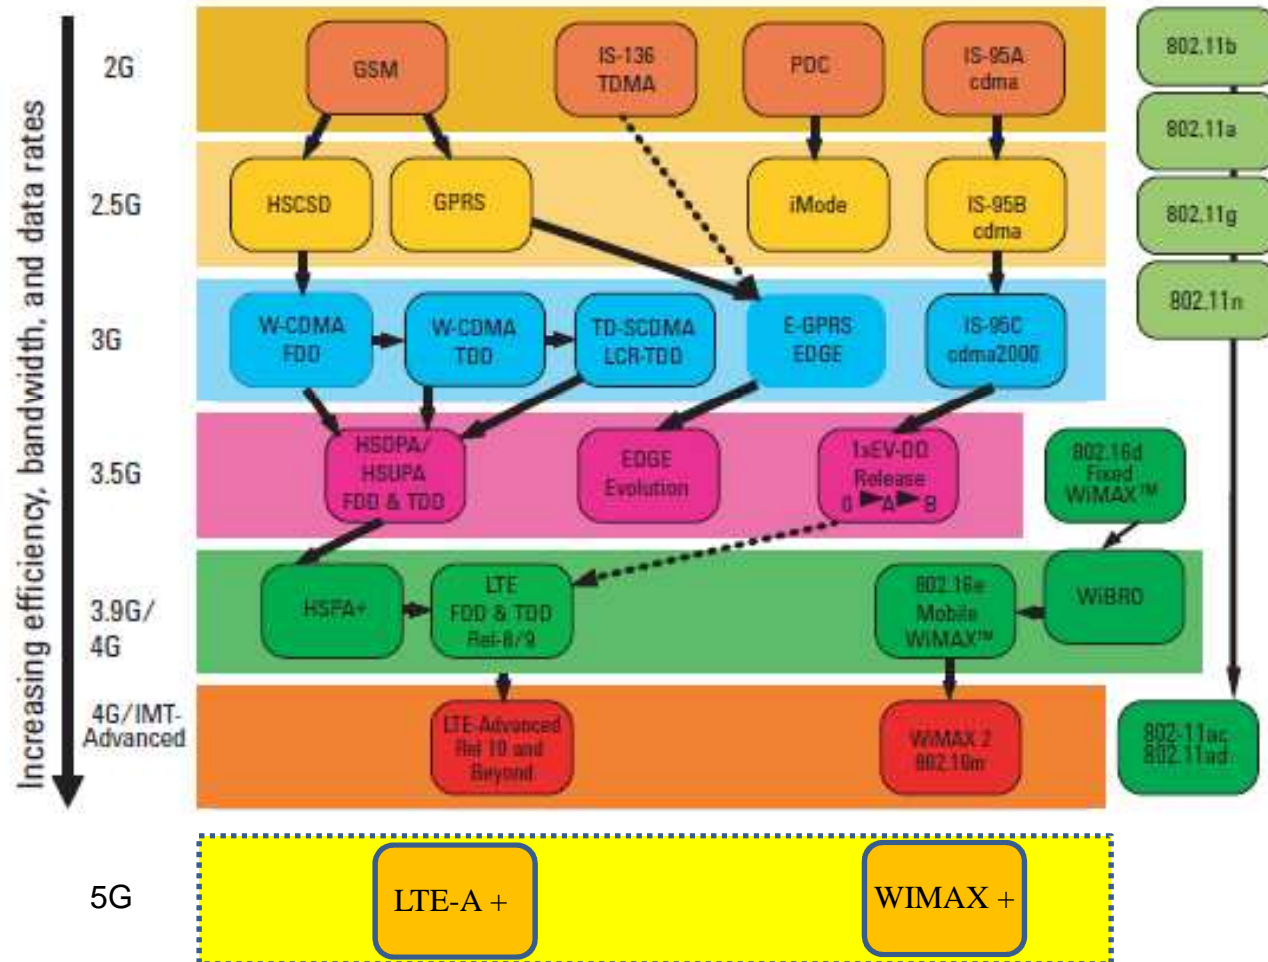 Increasing efficiency, bandwidth, and data rates
2G
GSM
IS-136
TDMA
PDC
IS-95A
cdma
802.11b
802.11a
2.5G
HSCSD
GPRS
iMode
IS-95B
cdma
802.11g
802.11n
3G
W-CDMA
FDD
W-CDMA
TDD
TD-SCDMA
LCR-TDD
E-GPRS
EDGE
IS-95C
cdma2000
3.5G
HSDPA/
HSUPA
FDD & TDD
EDGE
Evolution
1xEV-DO
Release
0 A B
802.16d
Fixed
WiMAX™
3.9G/
4G
HSPA+
LTE
FDD & TDD
Rel-8/9
802.16e
Mobile
WiMAX™
WiBRO
4G/IMT-
Advanced
LTE-Advanced
Rel 10 and
Beyond
WiMAX 2
802.16m
802-11ac
802.11ad
5G
LTE-A +
WIMAX +